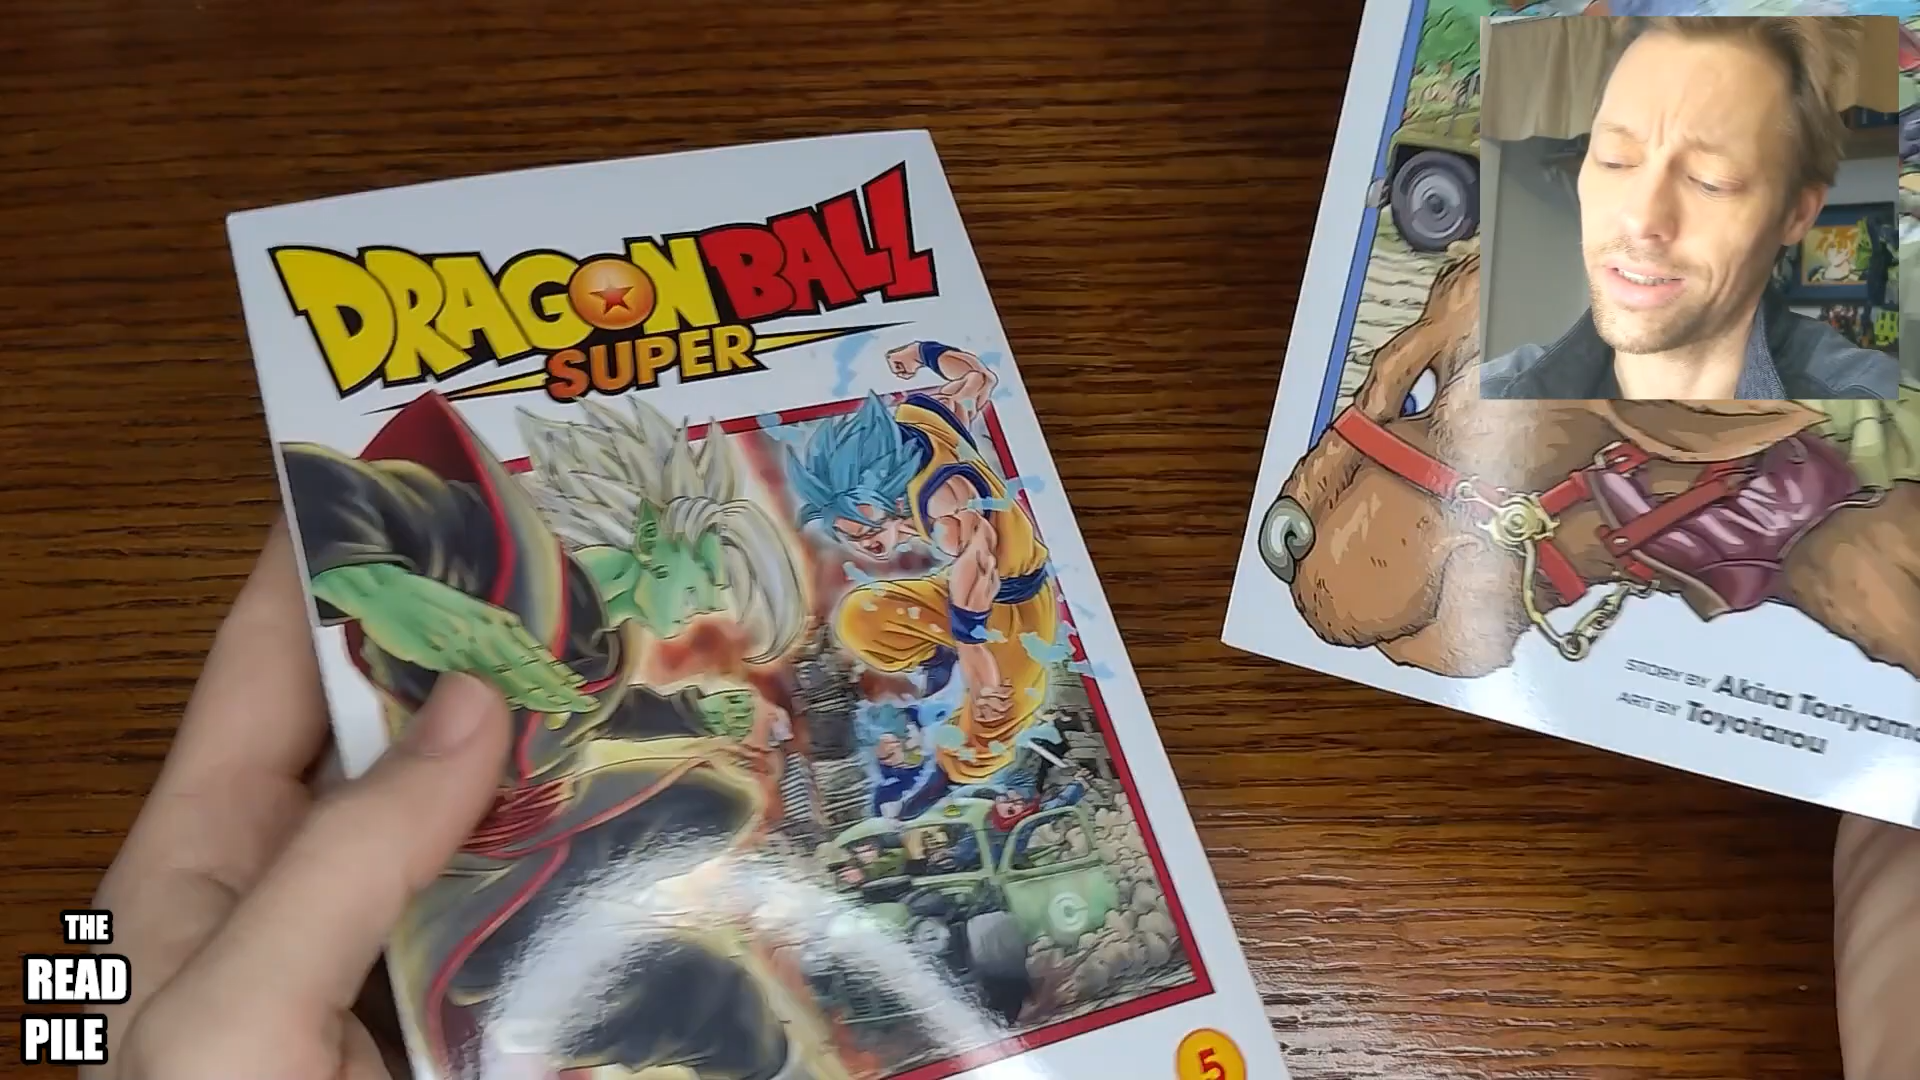 DRAGON BALL
SUPER
C
5
STORY BY Akira Toriyama
ART BY Toyotarou
THE
READ
PILE